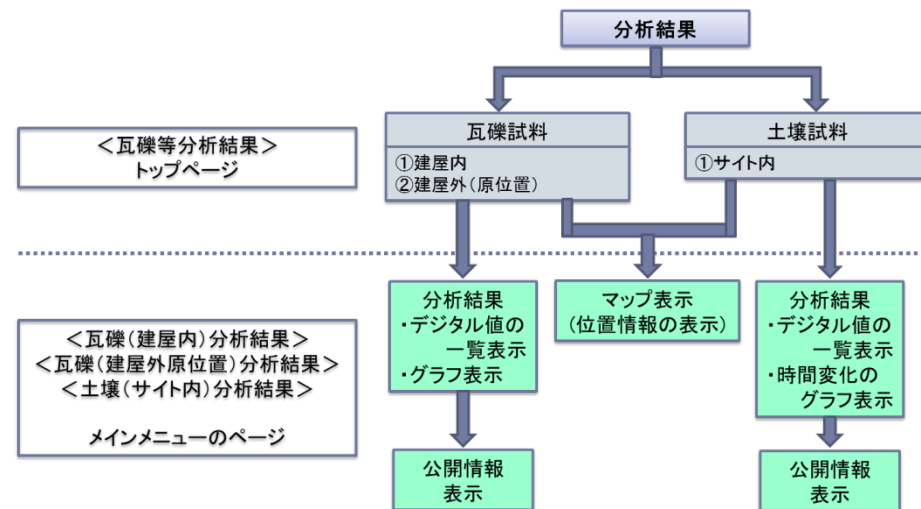 分析結果
瓦礫試料
①建屋内
②建屋外(原位置)
土壌試料
①サイト内
＜瓦礫等分析結果＞
トップページ
分析結果
・デジタル値の
一覧表示
・グラフ表示
マップ表示
(位置情報の表示)
分析結果
・デジタル値の
一覧表示
・時間変化の
グラフ表示
＜瓦礫(建屋内)分析結果＞
＜瓦礫(建屋外原位置)分析結果＞
＜土壌(サイト内)分析結果＞
メインメニューのページ
公開情報
表示
公開情報
表示